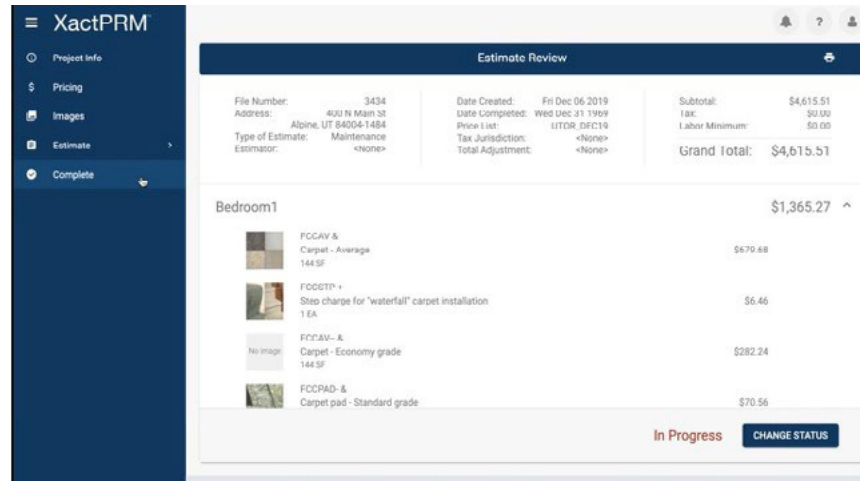 XactPRM
?
Project Info
Pricing
Images
Estimate
Complete
Estimate Review
File Number: 3434
Address: 400 N Main St
Alpine, UT 84004-1484
Type of Estimate: Maintenance
Estimator: <None>
Date Created: Fri Dec 06 2019
Date Completed: Wed Dec 31 1969
Price List: UTOR_DEC19
Tax Jurisdiction: <None>
Total Adjustment: <None>
Subtotal: $4,615.51
Tax: $0.00
Labor Minimum: $0.00
Grand Total: $4,615.51
Bedroom1 $1,365.27
FCCAV &
Carpet - Average $679.68
144 SF
FCCSTP +
Step charge for "waterfall" carpet installation $6.46
1 EA
No image
FCCAV- &
Carpet - Economy grade $282.24
144 SF
FCCPAD- &
Carpet pad - Standard grade $70.56
In Progress CHANGE STATUS